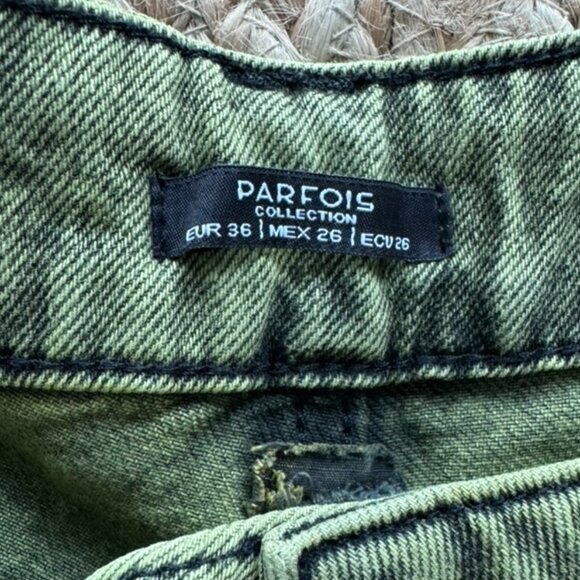 PARFOIS
COLLECTION
EUR 36 | MEX 26 | ECU 26